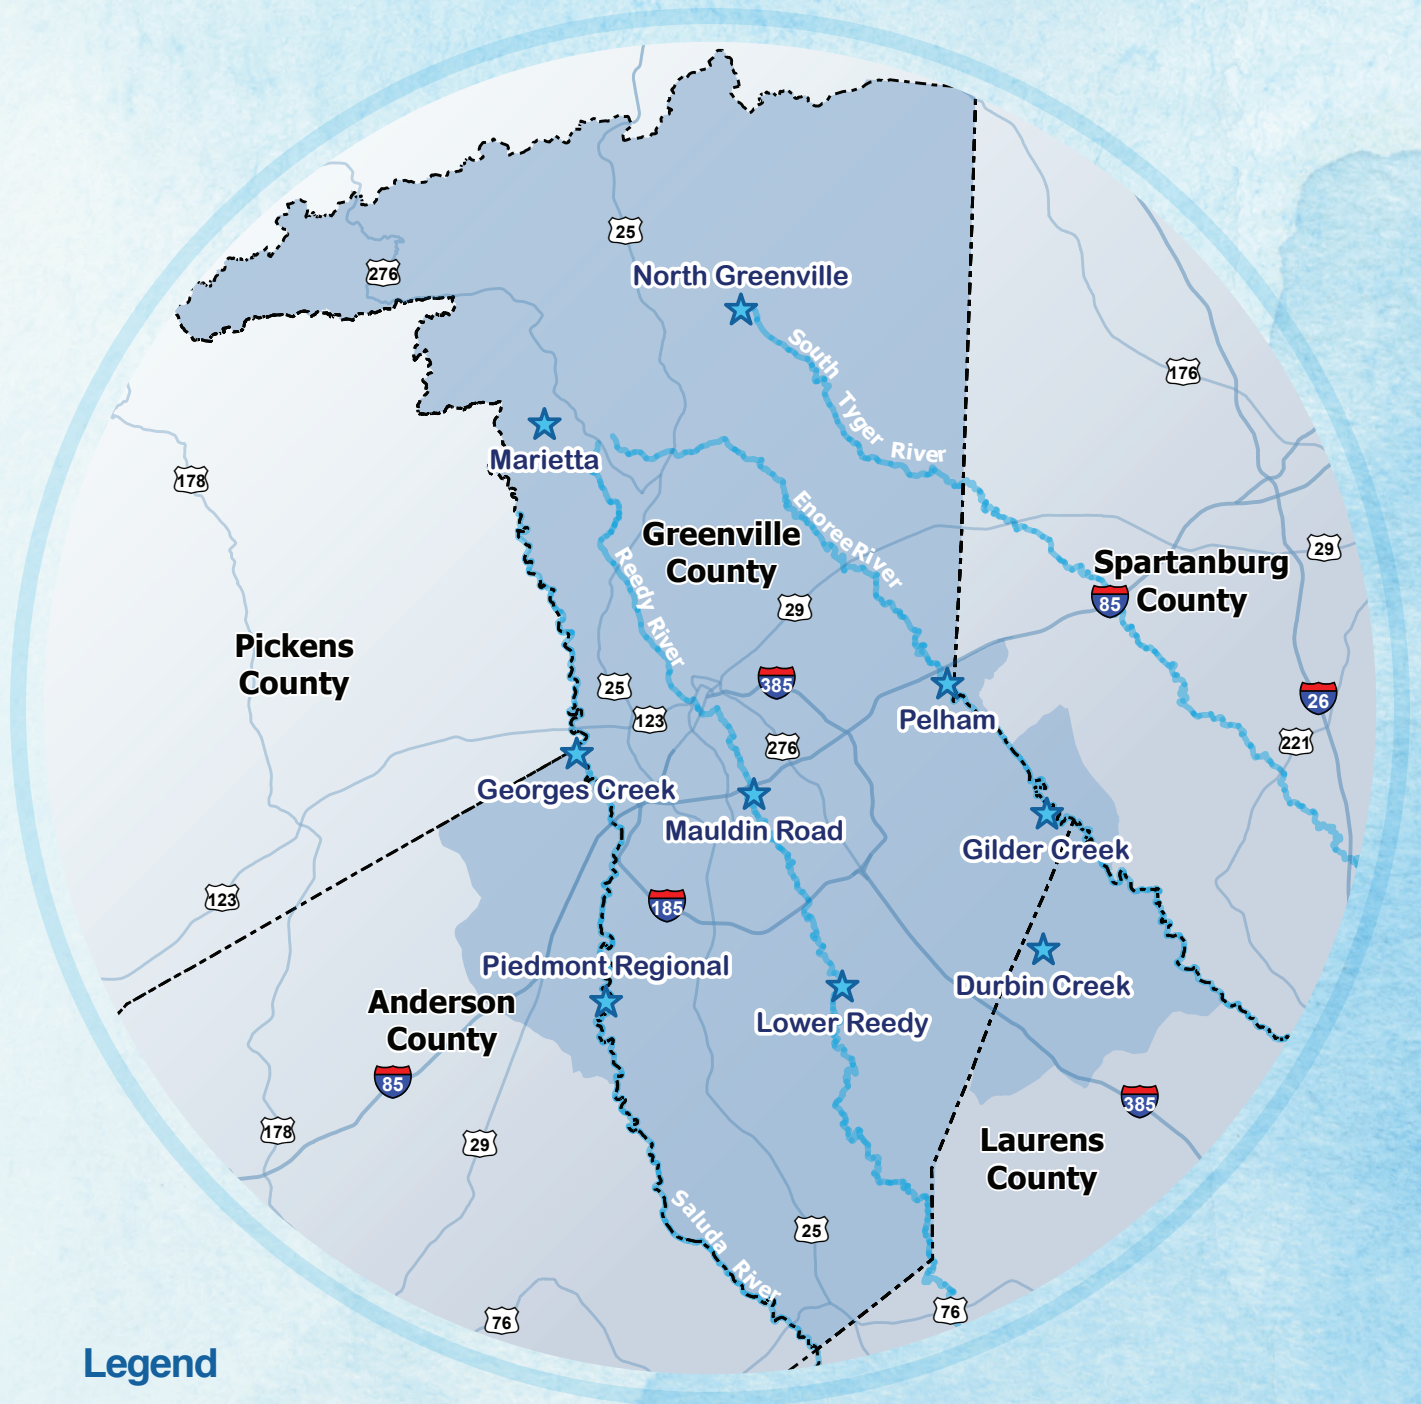 25
276
North Greenville
South Tyger River
176
Marietta
178
Enoree River
Greenville
County
29
Spartanburg
County
85
Reedy River
29
Pickens
County
25
385
26
123
Pelham
276
221
Georges Creek
Mauldin Road
Gilder Creek
123
185
Piedmont Regional
Durbin Creek
Anderson
County
Lower Reedy
85
385
178
29
Laurens
County
Saluda River
25
76
76
Legend